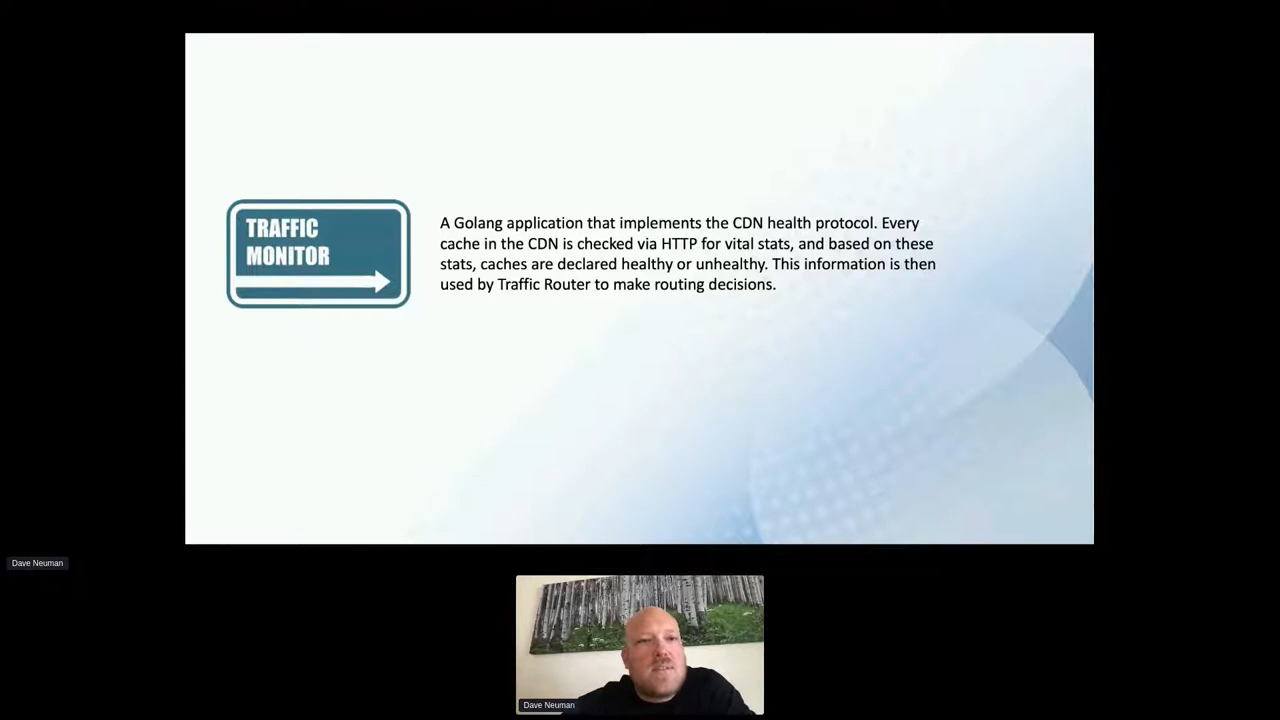 TRAFFIC
MONITOR
A Golang application that implements the CDN health protocol. Every
cache in the CDN is checked via HTTP for vital stats, and based on these
stats, caches are declared healthy or unhealthy. This information is then
used by Traffic Router to make routing decisions.
Dave Neuman
Dave Neuman